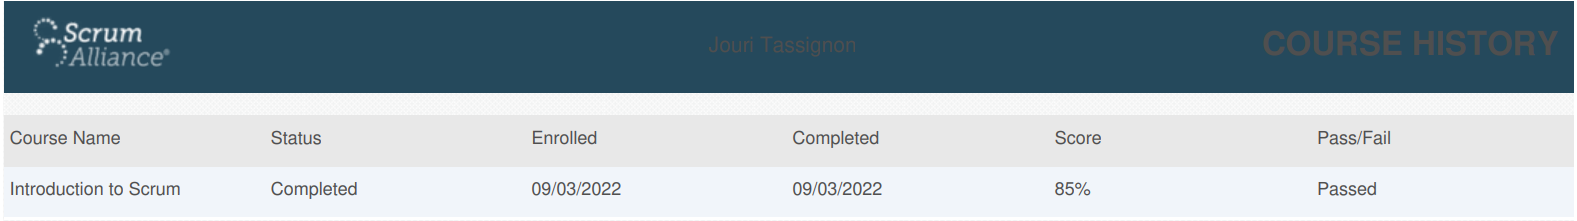 Scrum
Alliance®
Jouri Tassignon
COURSE HISTORY
Course Name Status Enrolled Completed Score Pass/Fail
Introduction to Scrum Completed 09/03/2022 09/03/2022 85% Passed